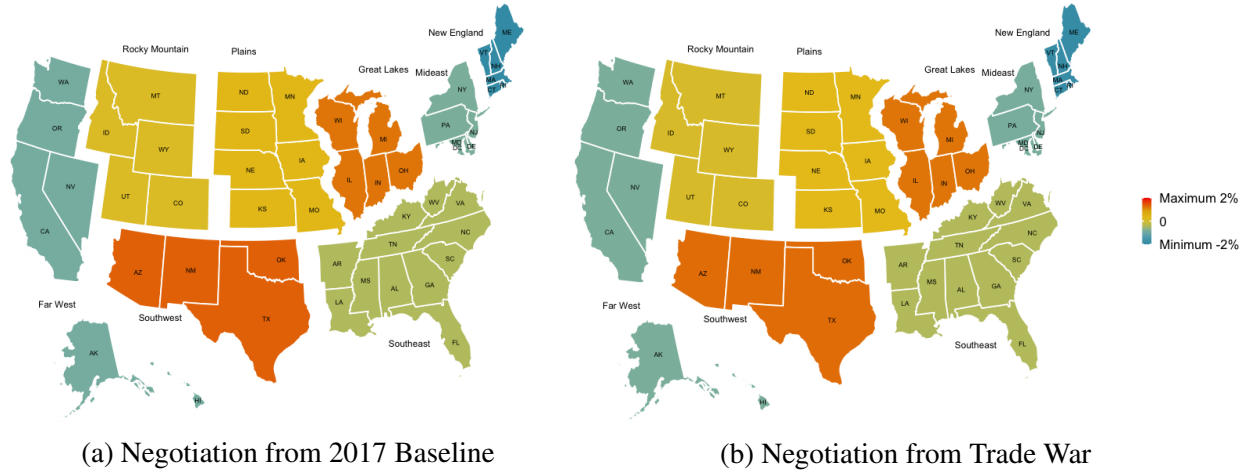 New England
Rocky Mountain
Plains
Great Lakes
Mideast
WA
OR
CA
NV
ID
MT
WY
UT
CO
ND
SD
NE
KS
MN
IA
MO
WI
MI
IL
IN
OH
NY
PA
NJ
MD
DE
ME
VT
NH
MA
CT
AZ
NM
OK
TX
KY
WV
VA
TN
NC
SC
AR
LA
MS
AL
GA
FL
AK
HI
Far West
Southwest
Southeast
(a) Negotiation from 2017 Baseline
New England
Rocky Mountain
Plains
Great Lakes
Mideast
WA
OR
CA
NV
ID
MT
WY
UT
CO
ND
SD
NE
KS
MN
IA
MO
WI
MI
IL
IN
OH
NY
PA
NJ
MD
DE
ME
VT
NH
MA
CT
AZ
NM
OK
TX
KY
WV
VA
TN
NC
SC
AR
LA
MS
AL
GA
FL
AK
HI
Far West
Southwest
Southeast
(b) Negotiation from Trade War
Maximum 2%
0
Minimum -2%